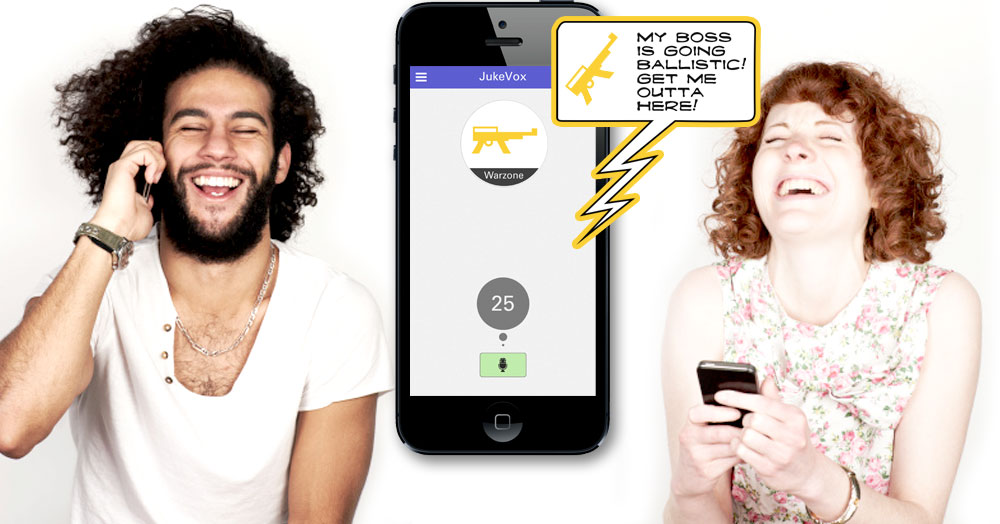 JukeVox
Warzone
25
MY BOSS
IS GOING
BALLISTIC!
GET ME
OUTTA
HERE!